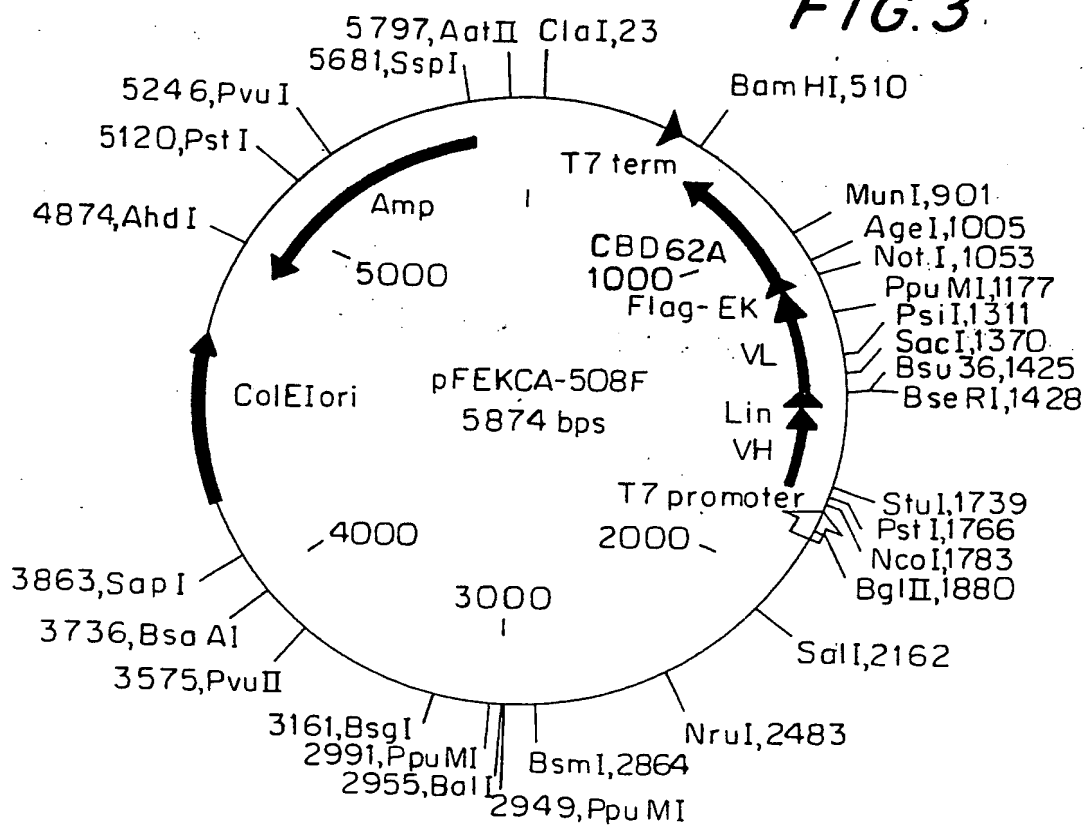 FIG.3.
5797,AatII
ClaI,23
5681,SspI
BamHI,510
5246,PvuI
5120,PstI
T7 term
MunI,901
AgeI,1005
NotI,1053
4874,AhdI
Amp
5000
CBD62A
1000
Flag-EK
PpuMI,1177
PsiI,1311
SacI,1370
Bsu36,1425
BseRI,1428
VL
ColEIori
pFEKCA-508F
5874 bps
Lin
VH
T7 promoter
StuI,1739
PstI,1766
NcoI,1783
BglII,1880
4000
2000
3000
3863,SapI
3736,BsaAI
3575,PvuII
SalI,2162
3161,BsgI
2991,PpuMI
2955,BalI
2949,PpuMI
BsmI,2864
NruI,2483